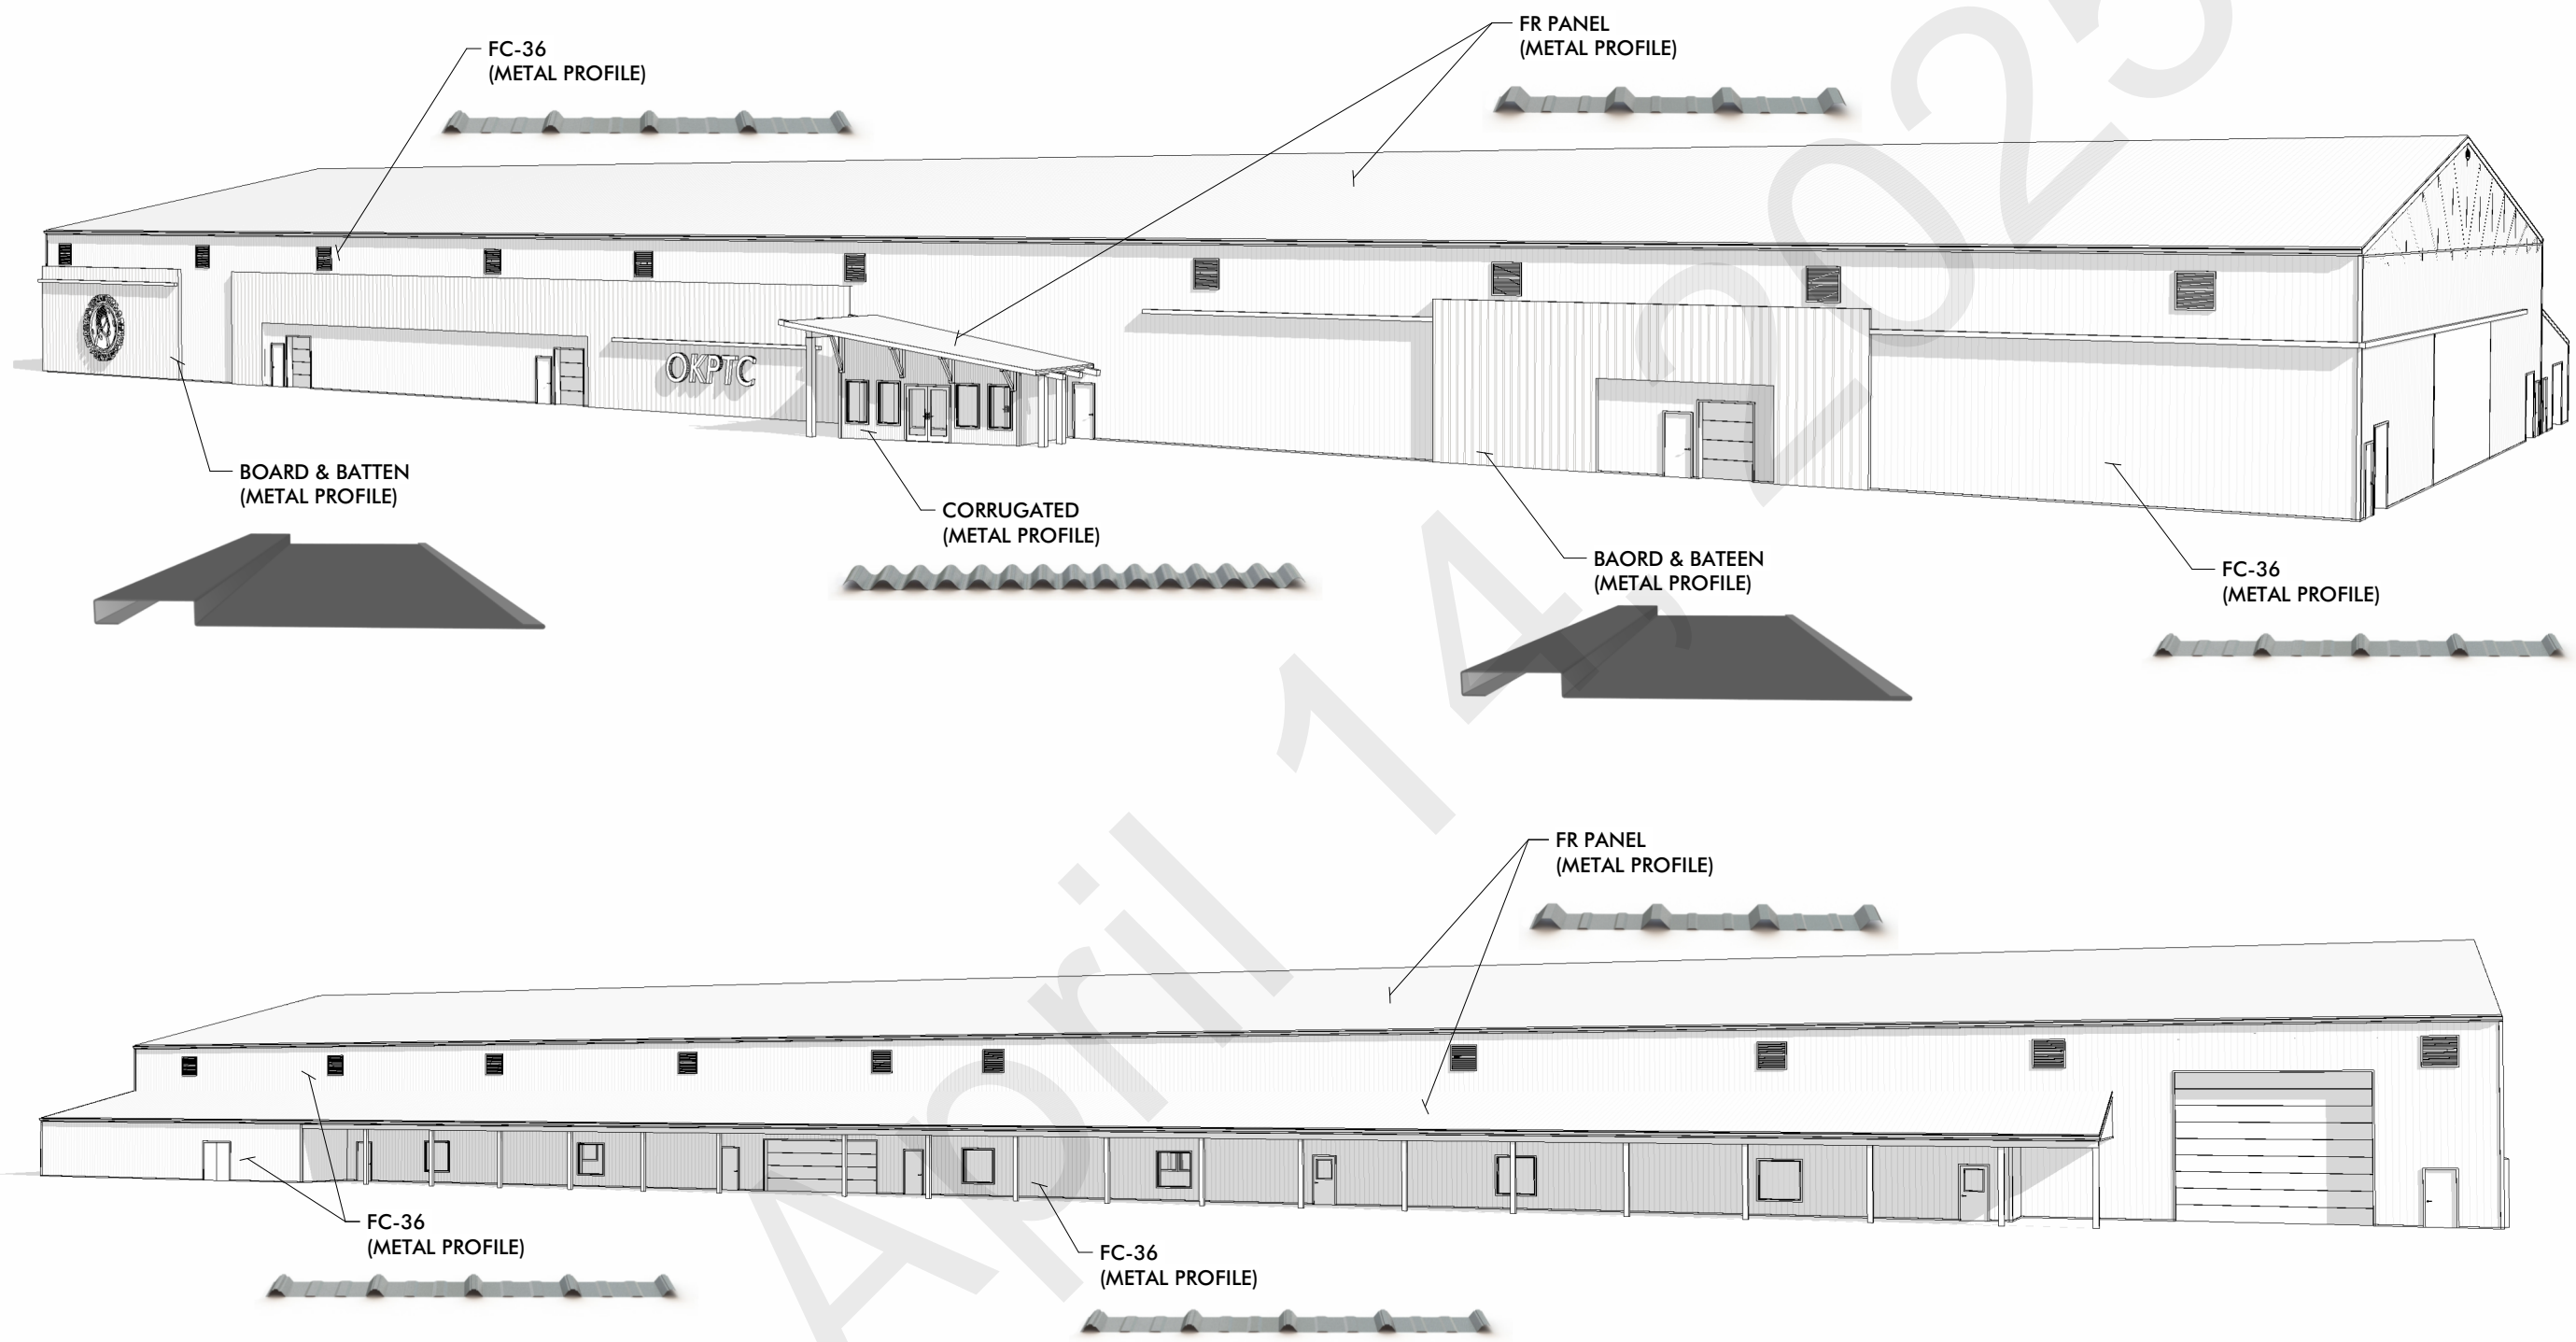 FC-36
(METAL PROFILE)
FR PANEL
(METAL PROFILE)
OKPTC
BOARD & BATTEN
(METAL PROFILE)
CORRUGATED
(METAL PROFILE)
BAORD & BATEEN
(METAL PROFILE)
FC-36
(METAL PROFILE)
FR PANEL
(METAL PROFILE)
FC-36
(METAL PROFILE)
FC-36
(METAL PROFILE)
April 14, 2025